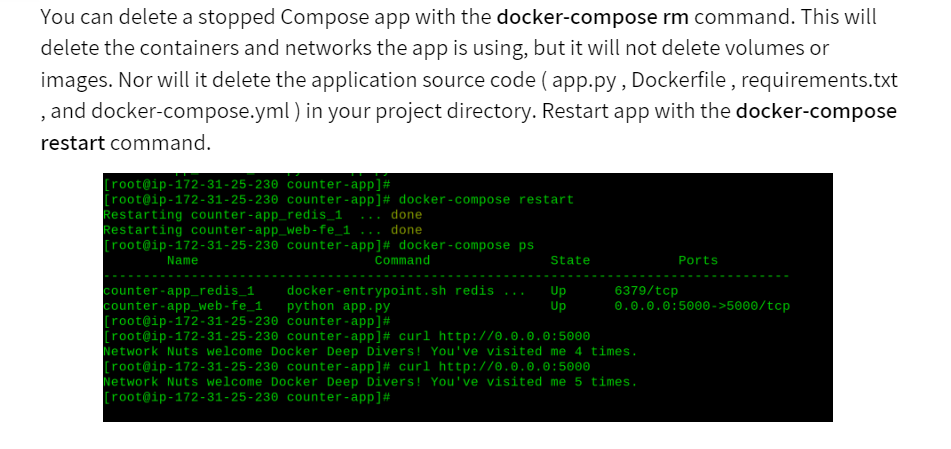 You can delete a stopped Compose app with the docker-compose rm command. This will
delete the containers and networks the app is using, but it will not delete volumes or
images. Nor will it delete the application source code ( app.py , Dockerfile , requirements.txt
, and docker-compose.yml ) in your project directory. Restart app with the docker-compose
restart command.
[root@ip-172-31-25-230 counter-app]#
[root@ip-172-31-25-230 counter-app]# docker-compose restart
Restarting counter-app_redis_1 ... done
Restarting counter-app_web-fe_1 ... done
[root@ip-172-31-25-230 counter-app]# docker-compose ps
Name Command State Ports
--------------------------------------------------------------------------------------
counter-app_redis_1 docker-entrypoint.sh redis ... Up 6379/tcp
counter-app_web-fe_1 python app.py Up 0.0.0.0:5000->5000/tcp
[root@ip-172-31-25-230 counter-app]#
[root@ip-172-31-25-230 counter-app]# curl http://0.0.0.0:5000
Network Nuts welcome Docker Deep Divers! You've visited me 4 times.
[root@ip-172-31-25-230 counter-app]# curl http://0.0.0.0:5000
Network Nuts welcome Docker Deep Divers! You've visited me 5 times.
[root@ip-172-31-25-230 counter-app]#